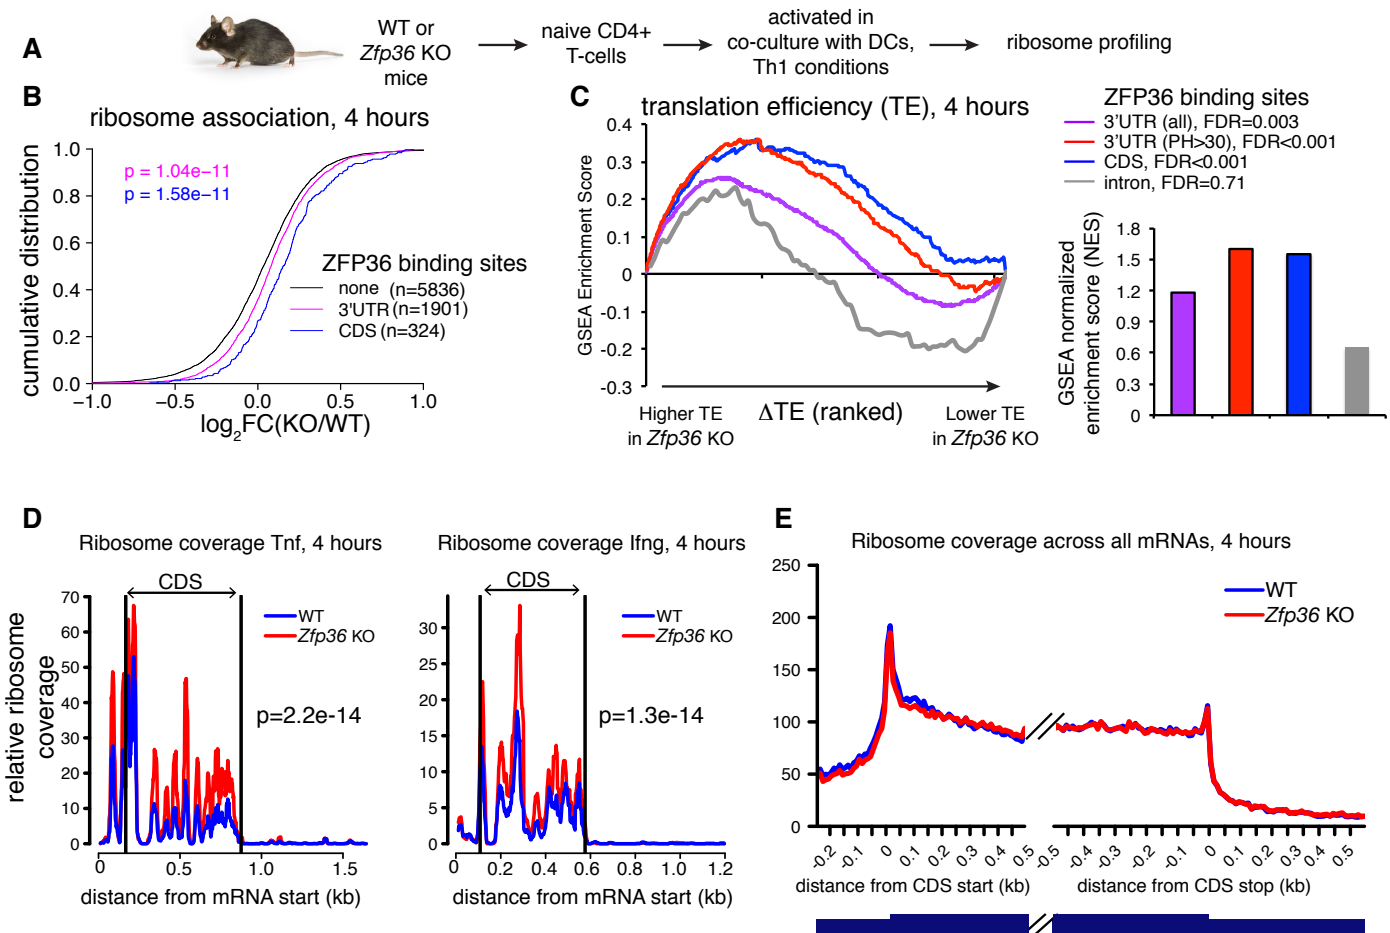 A
WT or
Zfp36 KO
mice
naive CD4+
T-cells
activated in
co-culture with DCs,
Th1 conditions
ribosome profiling
B
ribosome association, 4 hours
cumulative distribution
1.0
0.8
0.6
0.4
0.2
0.0
p = 1.04e−11
p = 1.58e−11
ZFP36 binding sites
none (n=5836)
3'UTR (n=1901)
CDS (n=324)
−1.0 −0.5 0.0 0.5 1.0
log2FC(KO/WT)
C
translation efficiency (TE), 4 hours
GSEA Enrichment Score
0.4
0.3
0.2
0.1
0
-0.1
-0.2
-0.3
Higher TE
in Zfp36 KO
ΔTE (ranked)
Lower TE
in Zfp36 KO
ZFP36 binding sites
3'UTR (all), FDR=0.003
3'UTR (PH>30), FDR<0.001
CDS, FDR<0.001
intron, FDR=0.71
GSEA normalized
enrichment score (NES)
1.8
1.5
1.2
0.9
0.6
0.3
0
D
Ribosome coverage Tnf, 4 hours
relative ribosome
coverage
CDS
70
60
50
40
30
20
10
0
WT
Zfp36 KO
p=2.2e-14
0 0.5 1.0 1.5
distance from mRNA start (kb)
Ribosome coverage Ifng, 4 hours
CDS
30
25
20
15
10
5
0
WT
Zfp36 KO
p=1.3e-14
0 0.2 0.4 0.6 0.8 1.0 1.2
distance from mRNA start (kb)
E
Ribosome coverage across all mRNAs, 4 hours
250
200
150
100
50
0
WT
Zfp36 KO
-0.2 -0.1 0 0.1 0.2 0.3 0.4 0.5
distance from CDS start (kb)
-0.5 -0.4 -0.3 -0.2 -0.1 0 0.1 0.2 0.3 0.4 0.5
distance from CDS stop (kb)